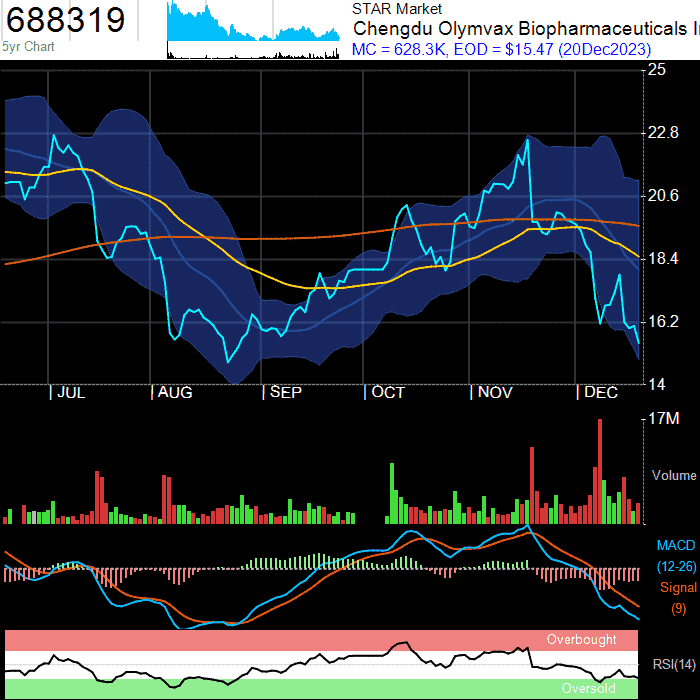 688319
5yr Chart
STAR Market
Chengdu Olymvax Biopharmaceuticals I
MC = 628.3K, EOD = $15.47 (20Dec2023)
25
22.8
20.6
18.4
16.2
14
JUL AUG SEP OCT NOV DEC
17M
Volume
MACD
(12-26)
Signal
(9)
Overbought
RSI(14)
Oversold